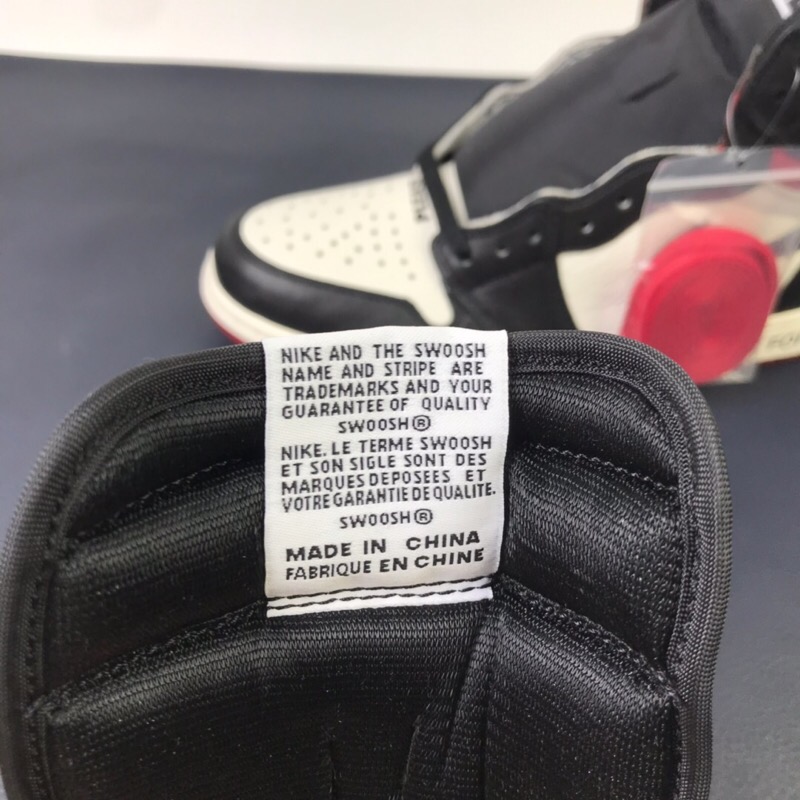 NIKE AND THE SWOOSH
NAME AND STRIPE ARE
TRADEMARKS AND YOUR
GUARANTEE OF QUALITY
SWOOSH®
NIKE. LE TERME SWOOSH
ET SON SIGLE SONT DES
MARQUES DEPOSEES ET
VOTRE GARANTIE DE QUALITE.
SWOOSH®
MADE IN CHINA
FABRIQUE EN CHINE